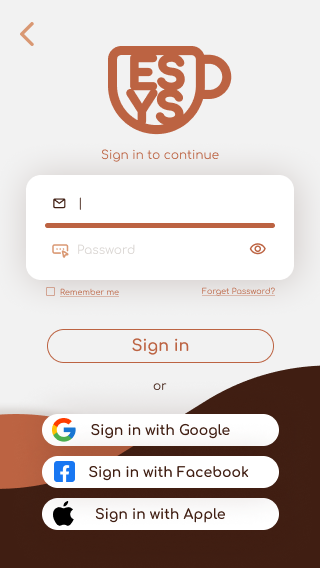 ES
YS
Sign in to continue
Password
Remember me
Forget Password?
Sign in
or
Sign in with Google
Sign in with Facebook
Sign in with Apple